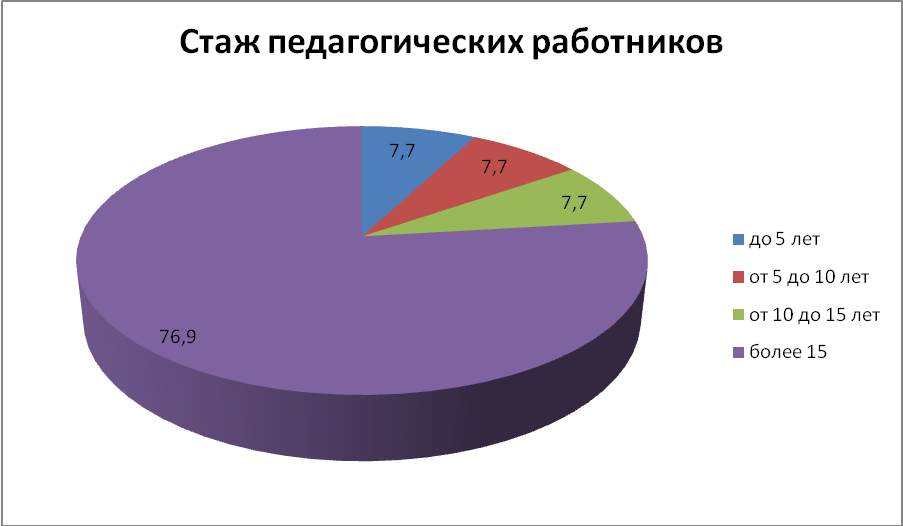 Стаж педагогических работников
7,7
7,7
7,7
76,9
до 5 лет
от 5 до 10 лет
от 10 до 15 лет
более 15